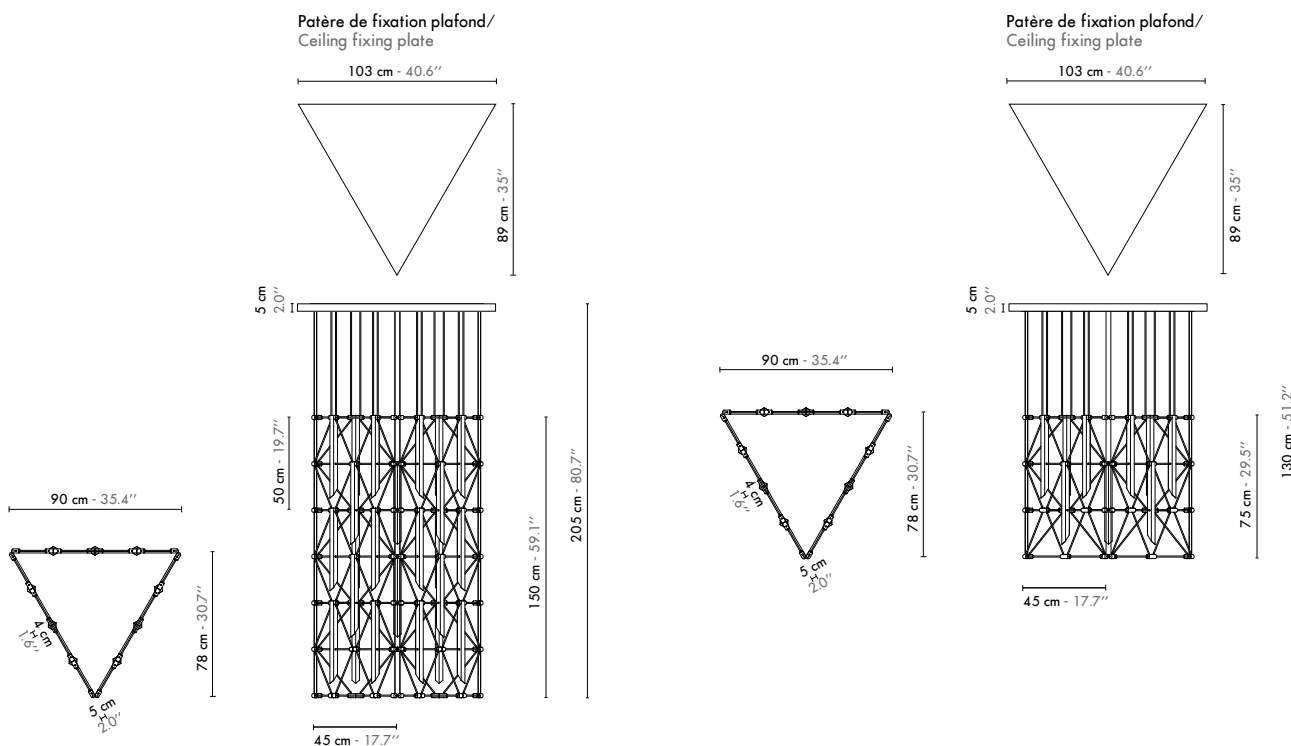 Patère de fixation plafond/
Ceiling fixing plate
103 cm - 40.6’’
89 cm - 35’’
5 cm
2.0’’
50 cm - 19.7’’
150 cm - 59.1’’
205 cm - 80.7’’
45 cm - 17.7’’
90 cm - 35.4’’
78 cm - 30.7’’
4 cm
1.6’’
5 cm
2.0’’
Patère de fixation plafond/
Ceiling fixing plate
103 cm - 40.6’’
89 cm - 35’’
5 cm
2.0’’
75 cm - 29.5’’
130 cm - 51.2’’
45 cm - 17.7’’
90 cm - 35.4’’
78 cm - 30.7’’
4 cm
1.6’’
5 cm
2.0’’